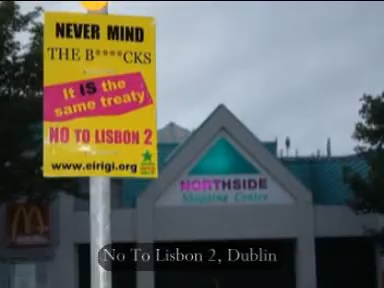 NEVER MIND
THE B****CKS
It IS the
same treaty
NO TO LISBON 2
www.eirigi.org
NORTHSIDE
Shopping Centre
No To Lisbon 2, Dublin